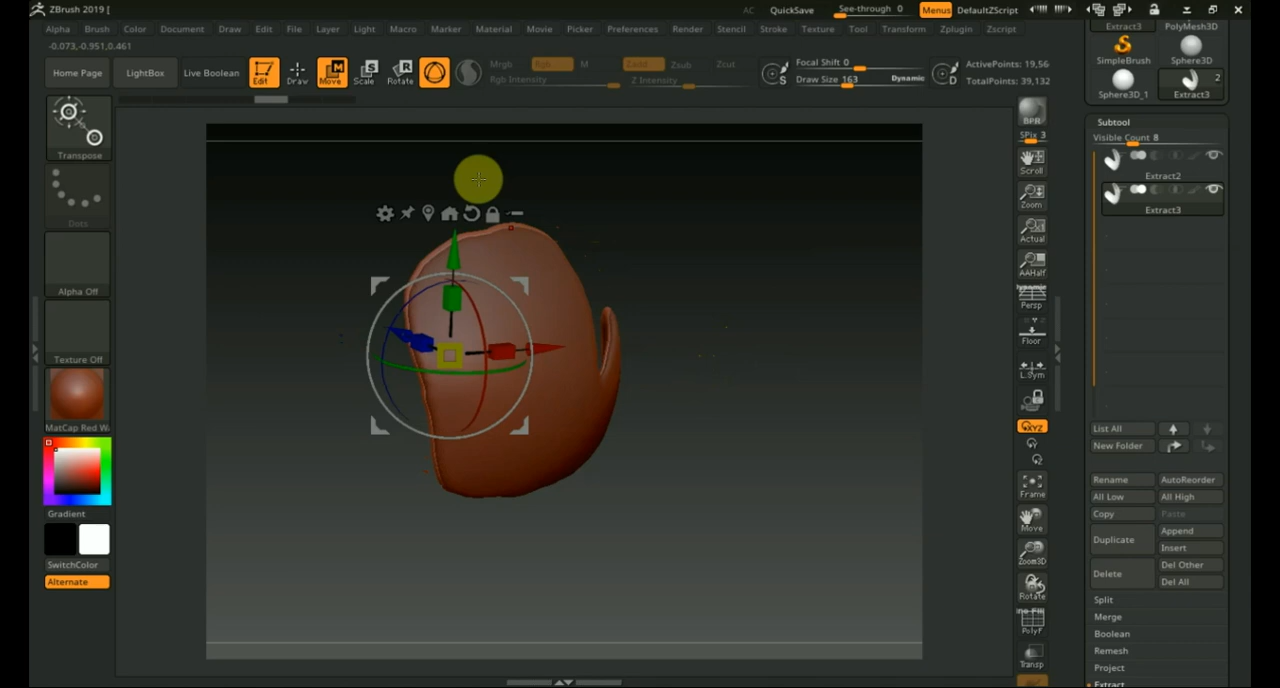 ZBrush 2019 [
AC QuickSave See-through 0 Menus DefaultZScript
Alpha Brush Color Document Draw Edit File Layer Light Macro Marker Material Movie Picker Preferences Render Stencil Stroke Texture Tool Transform Zplugin Zscript
-0.073,-0.951,0.461
Home Page LightBox Live Boolean Edit Draw Move Scale Rotate
Mrgb Rgb M Zadd Zsub Zcut
Rgb Intensity Z Intensity
Focal Shift 0
Draw Size 163 Dynamic
S
D
ActivePoints: 19,56
TotalPoints: 39,132
Transpose
Dots
Alpha Off
Texture Off
MatCap Red W
Gradient
SwitchColor
Alternate
BPR
SPix 3
Scroll
Zoom
Actual
AAHalf
Dynamic
Persp
Floor
L.Sym
XYZ
Frame
Move
Zoom3D
Rotate
PolyF
Transp
Extract3 PolyMesh3D
SimpleBrush Sphere3D
2
Sphere3D_1 Extract3
Subtool
Visible Count 8
Extract2
Extract3
List All
New Folder
Rename AutoReorder
All Low All High
Copy Paste
Duplicate Append
Insert
Delete Del Other
Del All
Split
Merge
Boolean
Remesh
Project
Extract